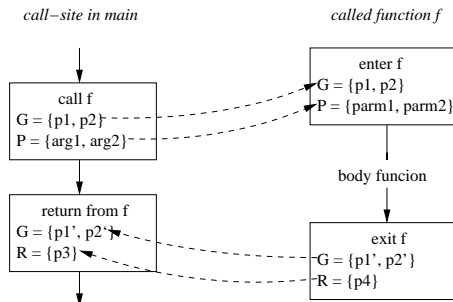 call-site in main
called function f
call f
G = {p1, p2}
P = {arg1, arg2}
enter f
G = {p1, p2}
P = {parm1, parm2}
body funcion
return from f
G = {p1', p2‘}
R = {p3}
exit f
G = {p1', p2'}
R = {p4}